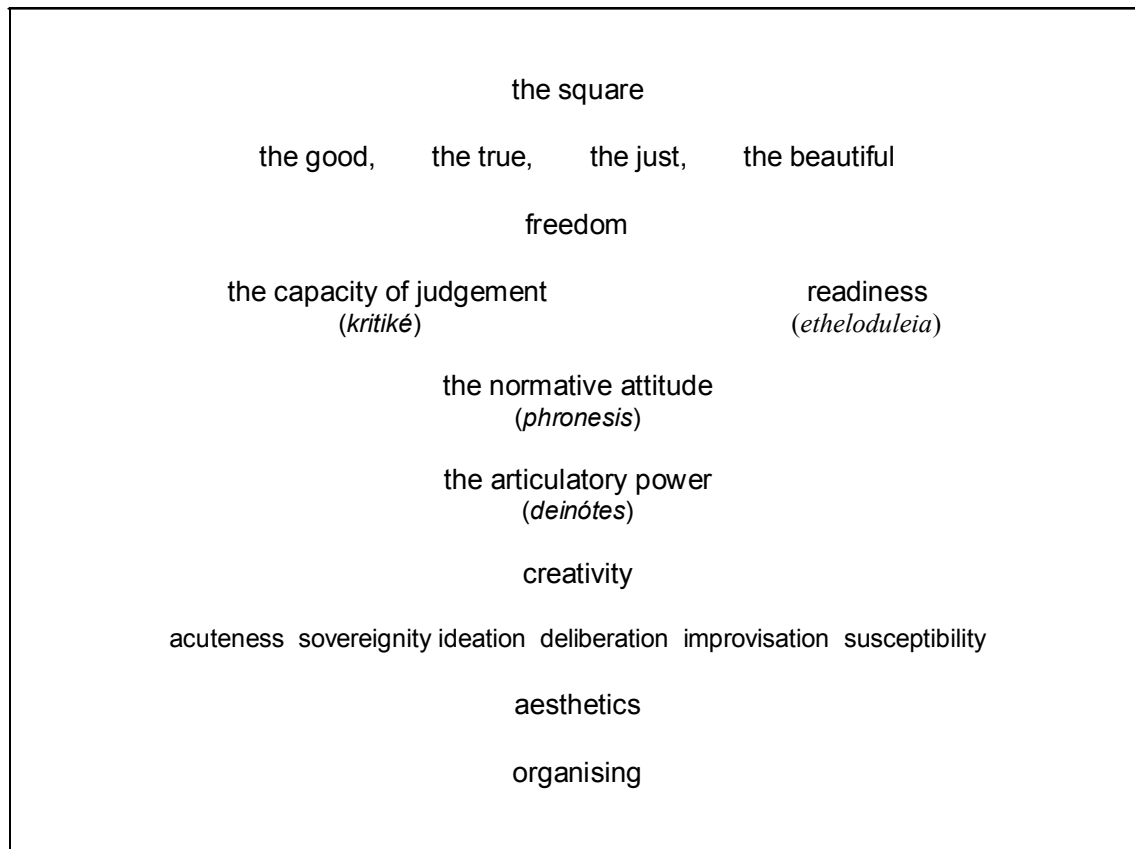 the square
the good, the true, the just, the beautiful
freedom
the capacity of judgement readiness
(kritiké) (etheloduleia)
the normative attitude
(phronesis)
the articulatory power
(deinótes)
creativity
acuteness sovereignity ideation deliberation improvisation susceptibility
aesthetics
organising